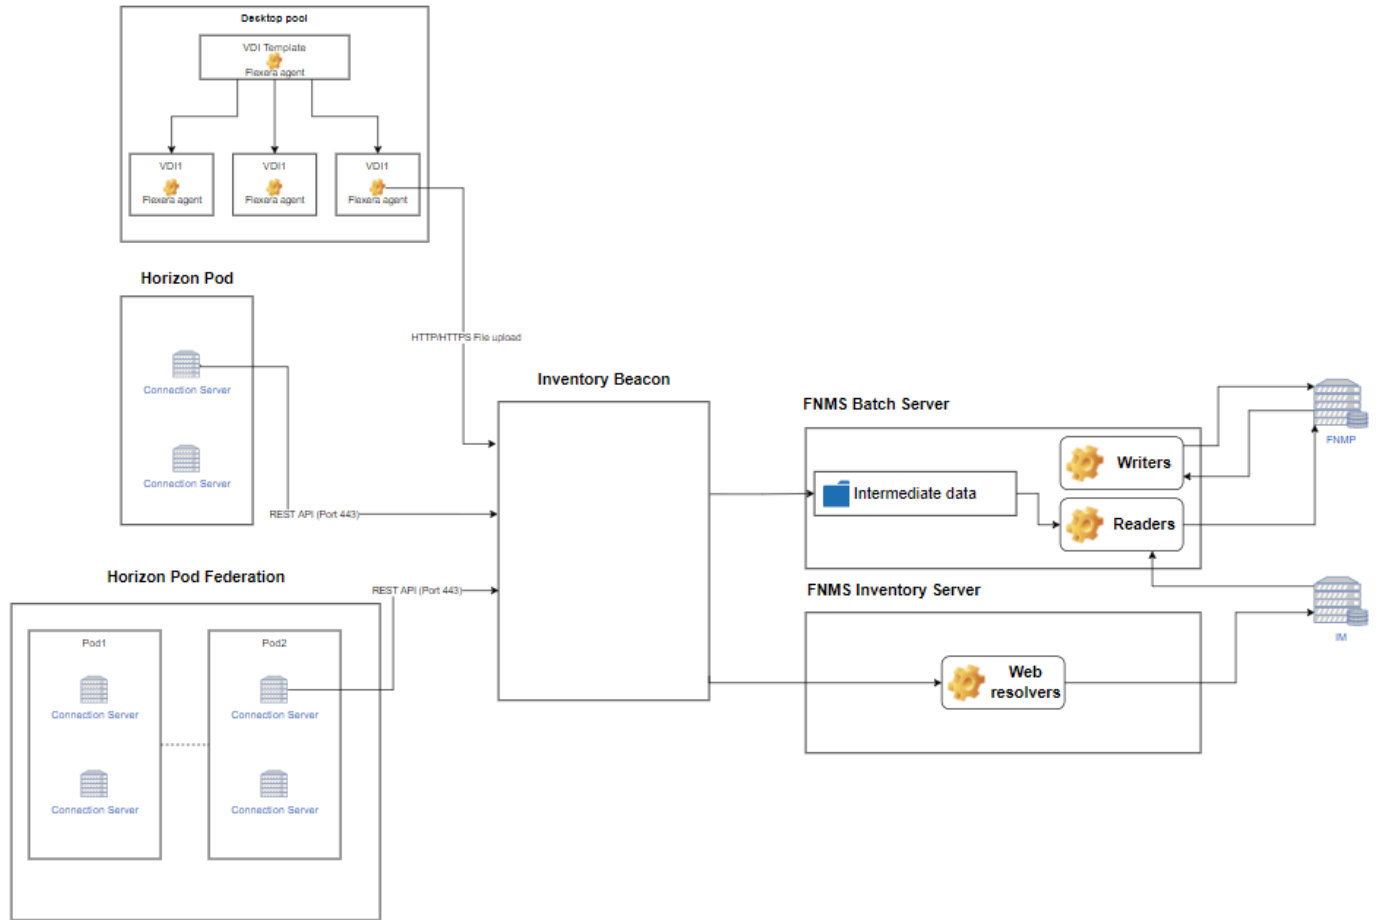 Desktop pool
VDI Template
Flexera agent
VDI1
Flexera agent
VDI1
Flexera agent
VDI1
Flexera agent
Horizon Pod
Connection Server
Connection Server
HTTP/HTTPS File upload
REST API (Port 443)
Horizon Pod Federation
REST API (Port 443)
Pod1
Connection Server
Connection Server
Pod2
Connection Server
Connection Server
Inventory Beacon
FNMS Batch Server
Intermediate data
Writers
Readers
FNMP
FNMS Inventory Server
Web
resolvers
IM